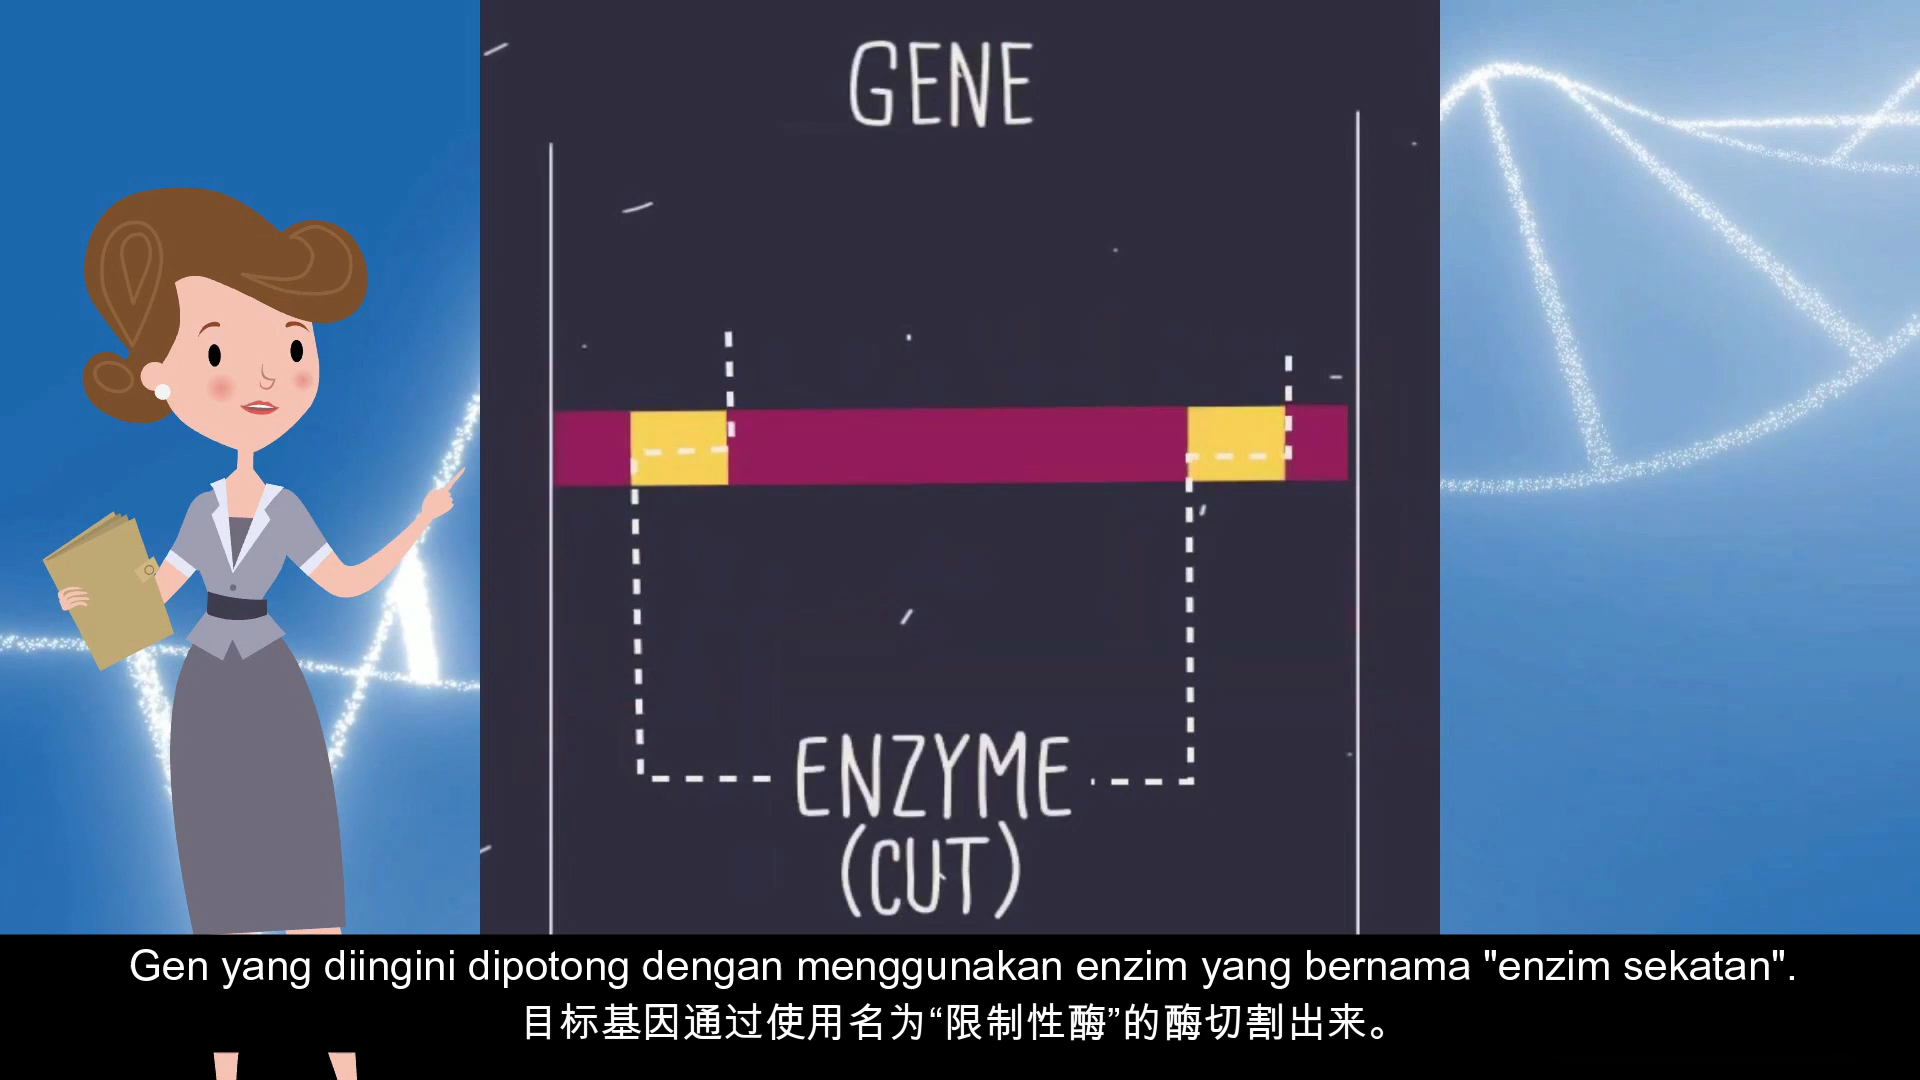 GENE
ENZYME
(CUT)
Gen yang diingini dipotong dengan menggunakan enzim yang bernama "enzim sekatan".
目标基因通过使用名为“限制性酶”的酶切割出来。